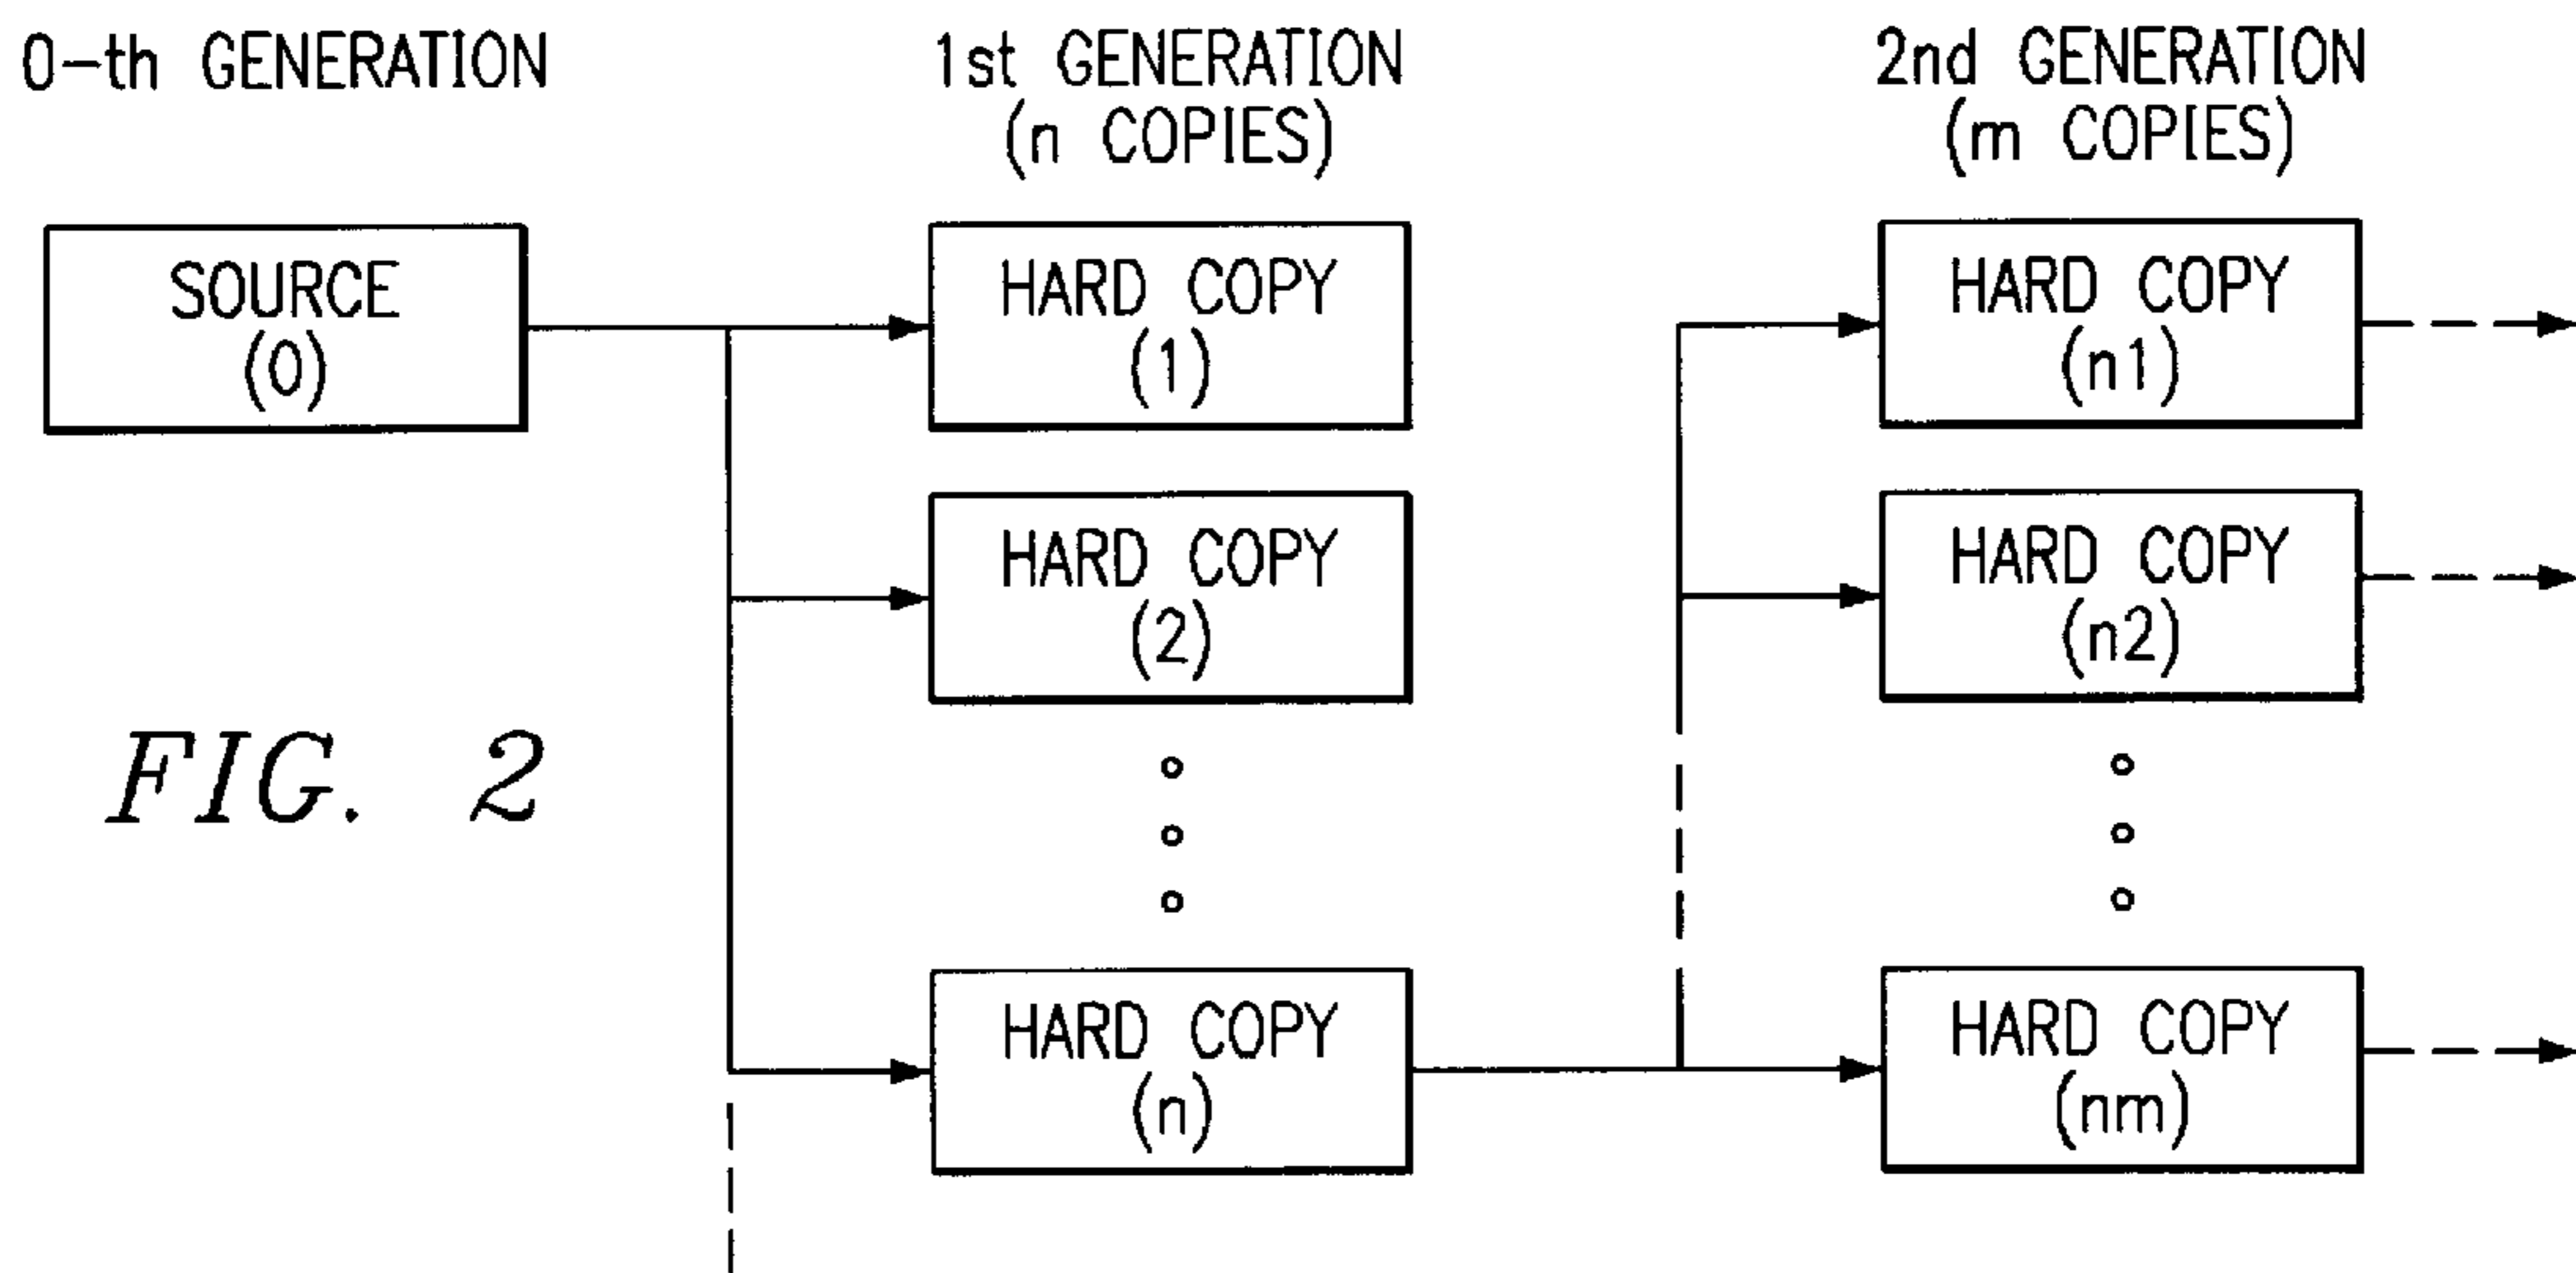 0-th GENERATION
1st GENERATION
(n COPIES)
2nd GENERATION
(m COPIES)
SOURCE
(0)
HARD COPY
(1)
HARD COPY
(n1)
HARD COPY
(2)
HARD COPY
(n2)
FIG. 2
HARD COPY
(n)
HARD COPY
(nm)